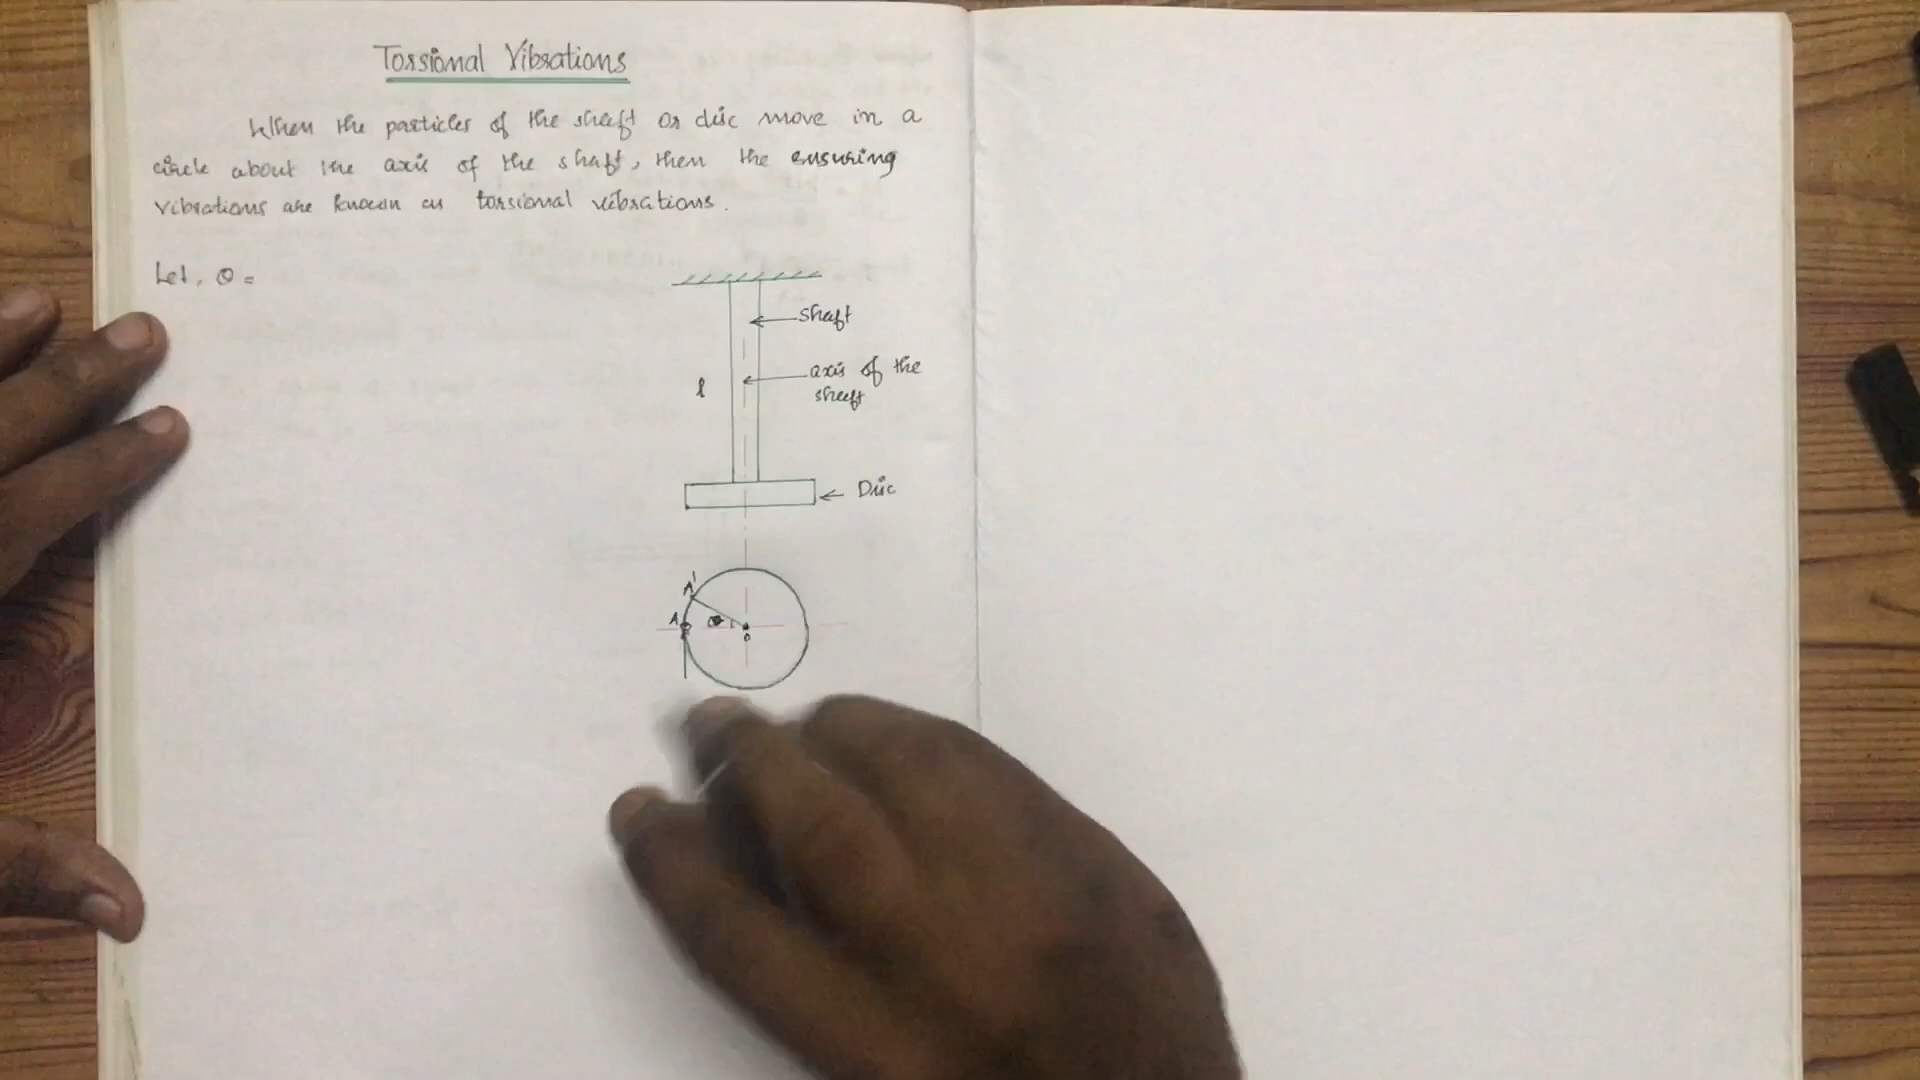 Torsional Vibrations
When the particles of the shaft or disc move in a
circle about the axis of the shaft, then the ensuring
vibrations are known as torsional vibrations.
Let, θ =
shaft
axis of the
shaft
l
Disc
A'
A
θ
O